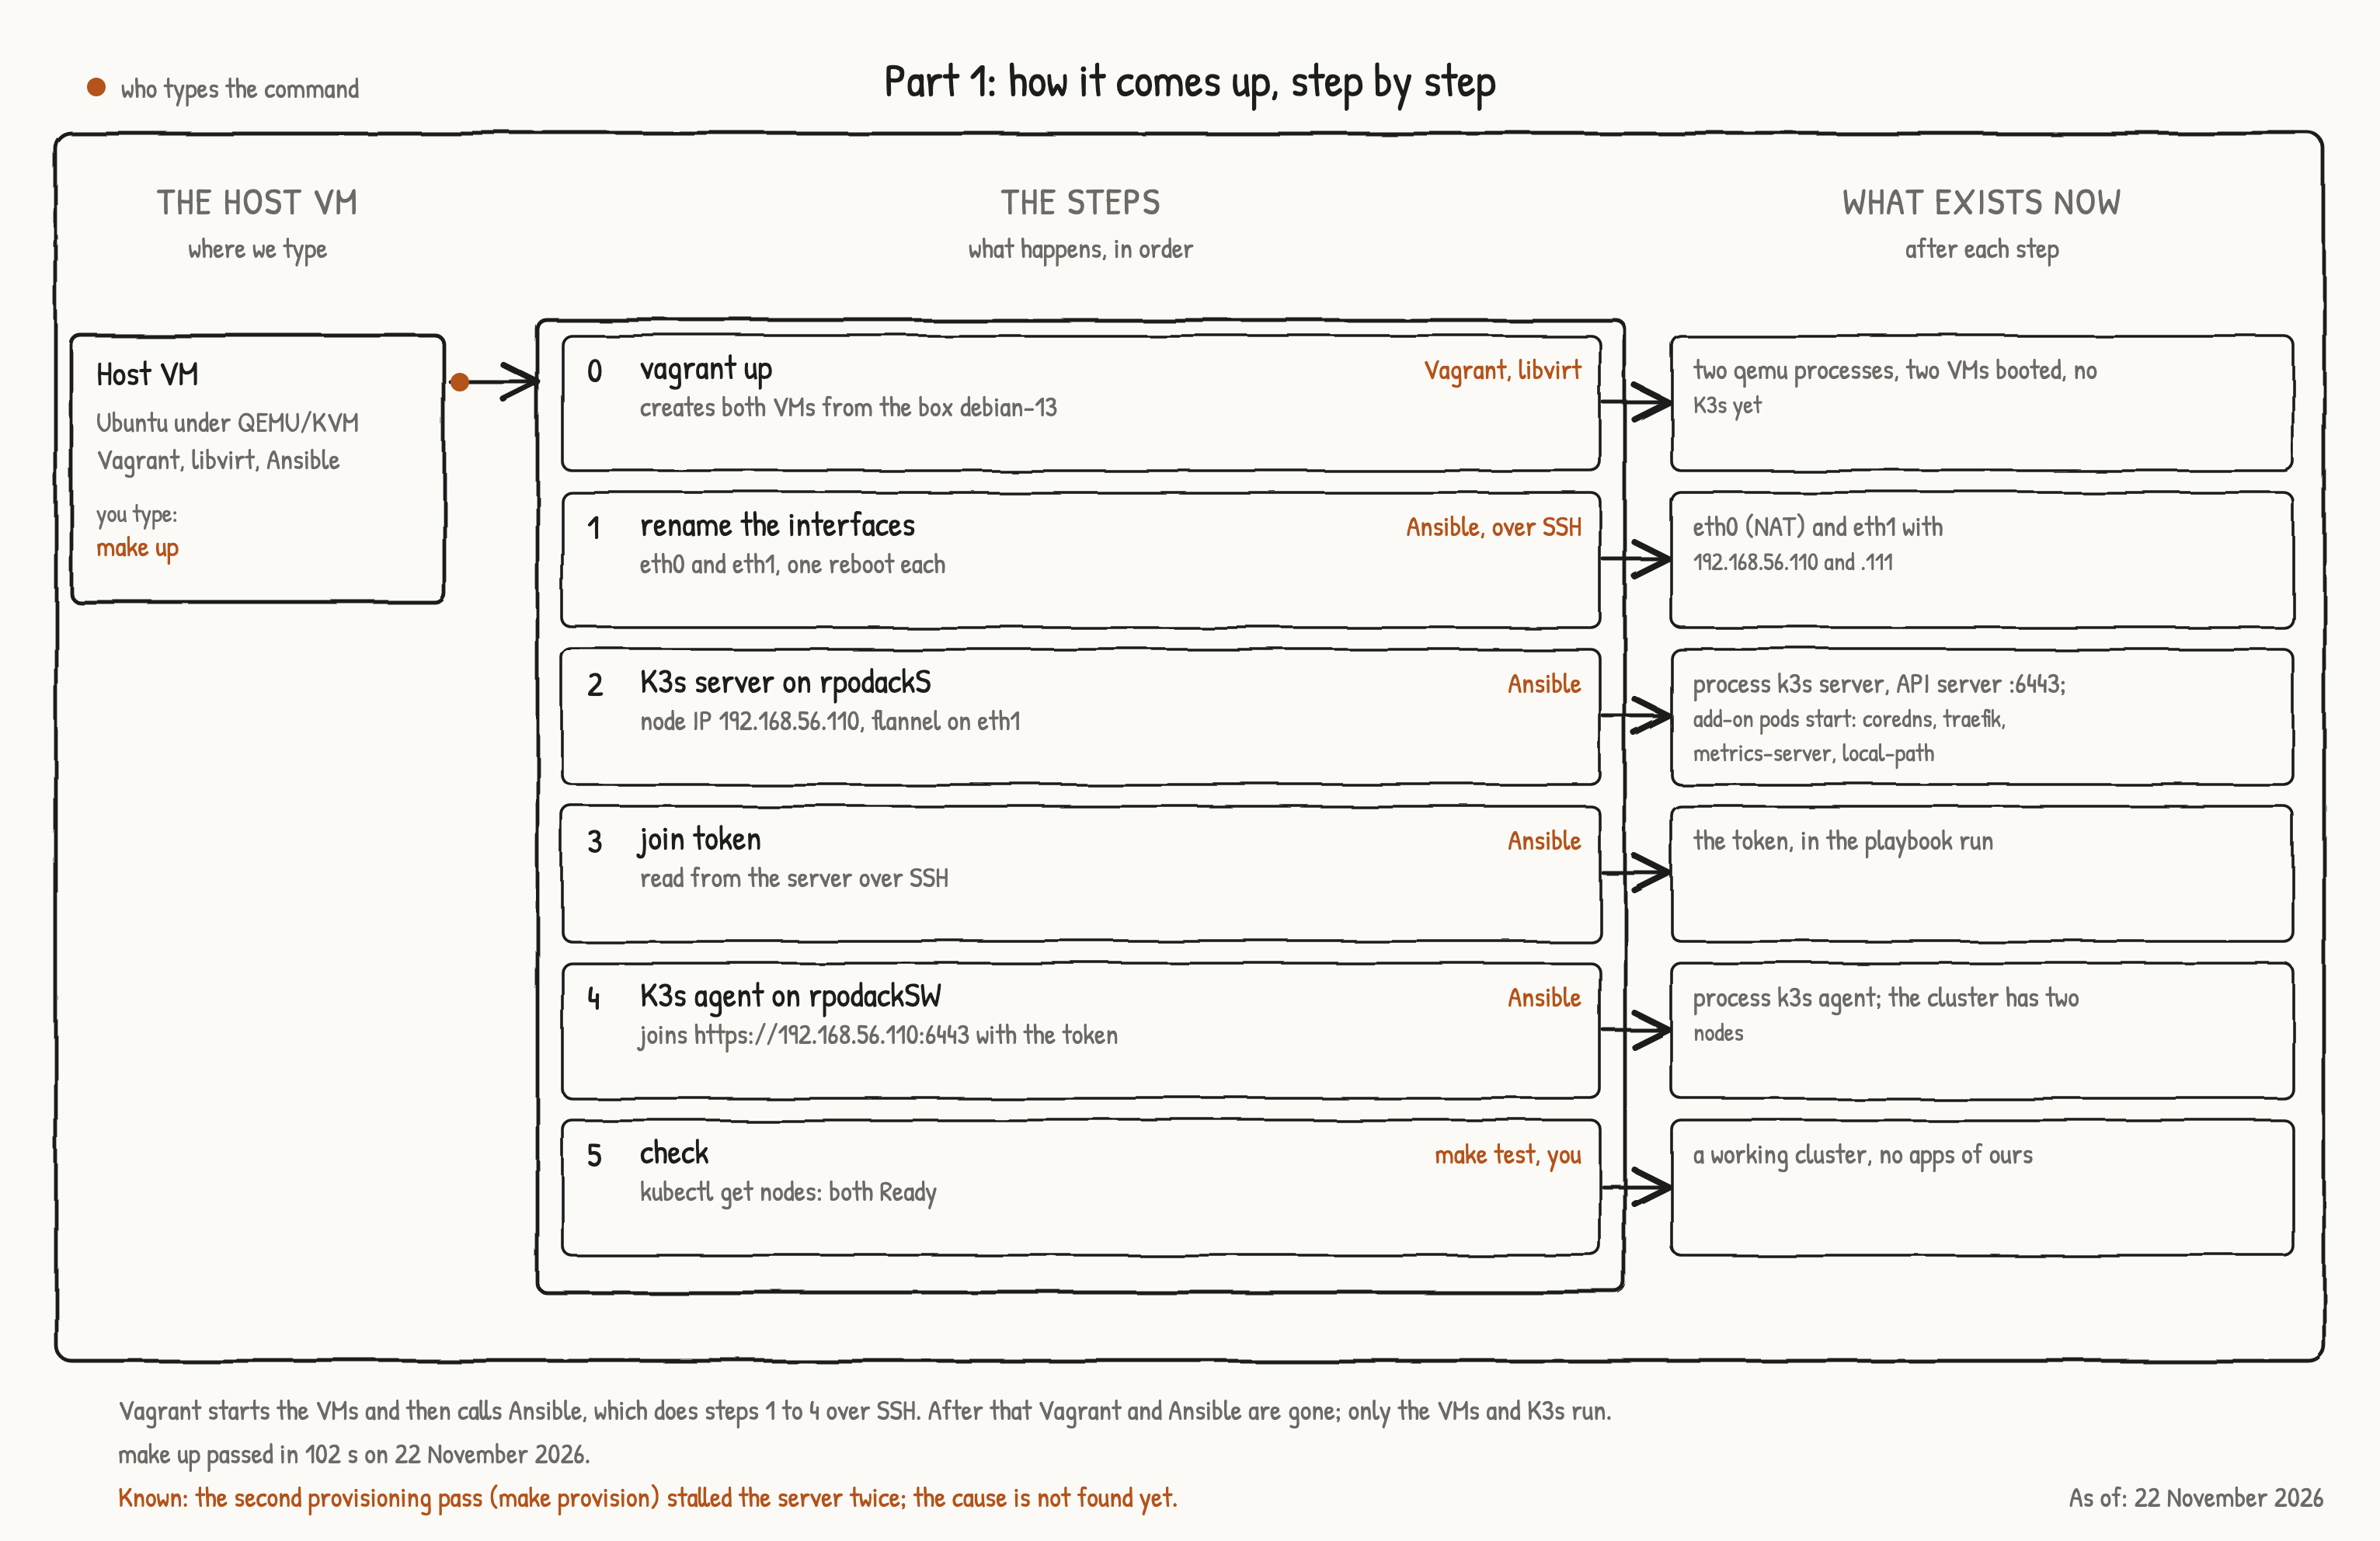 who types the command
Part 1: how it comes up, step by step
THE HOST VM
where we type
THE STEPS
what happens, in order
WHAT EXISTS NOW
after each step
Host VM
Ubuntu under QEMU/KVM
Vagrant, libvirt, Ansible
you type:
make up
0 vagrant up Vagrant, libvirt
creates both VMs from the box debian-13
two qemu processes, two VMs booted, no
K3s yet
1 rename the interfaces Ansible, over SSH
eth0 and eth1, one reboot each
eth0 (NAT) and eth1 with
192.168.56.110 and .111
2 K3s server on rpodackS Ansible
node IP 192.168.56.110, flannel on eth1
process k3s server, API server :6443;
add-on pods start: coredns, traefik,
metrics-server, local-path
3 join token Ansible
read from the server over SSH
the token, in the playbook run
4 K3s agent on rpodackSW Ansible
joins https://192.168.56.110:6443 with the token
process k3s agent; the cluster has two
nodes
5 check make test, you
kubectl get nodes: both Ready
a working cluster, no apps of ours
Vagrant starts the VMs and then calls Ansible, which does steps 1 to 4 over SSH. After that Vagrant and Ansible are gone; only the VMs and K3s run.
make up passed in 102 s on 22 November 2026.
Known: the second provisioning pass (make provision) stalled the server twice; the cause is not found yet.
As of: 22 November 2026